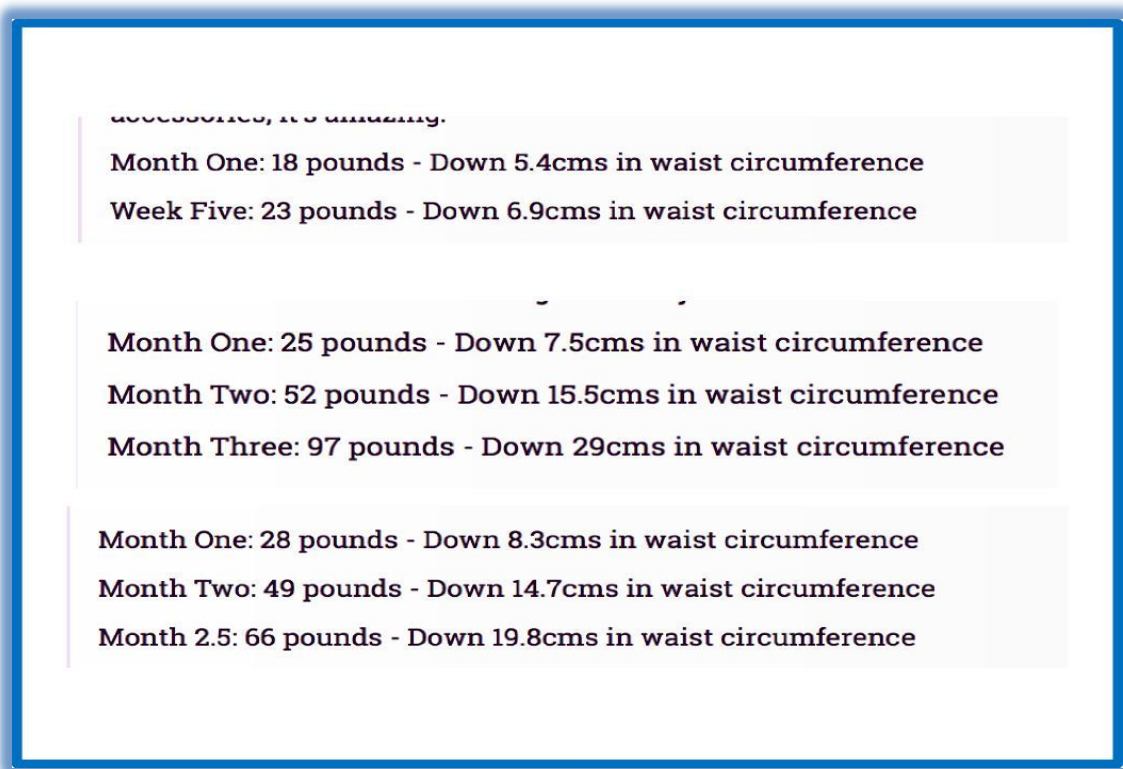 accessories, it's amazing.
Month One: 18 pounds - Down 5.4cms in waist circumference
Week Five: 23 pounds - Down 6.9cms in waist circumference
Month One: 25 pounds - Down 7.5cms in waist circumference
Month Two: 52 pounds - Down 15.5cms in waist circumference
Month Three: 97 pounds - Down 29cms in waist circumference
Month One: 28 pounds - Down 8.3cms in waist circumference
Month Two: 49 pounds - Down 14.7cms in waist circumference
Month 2.5: 66 pounds - Down 19.8cms in waist circumference